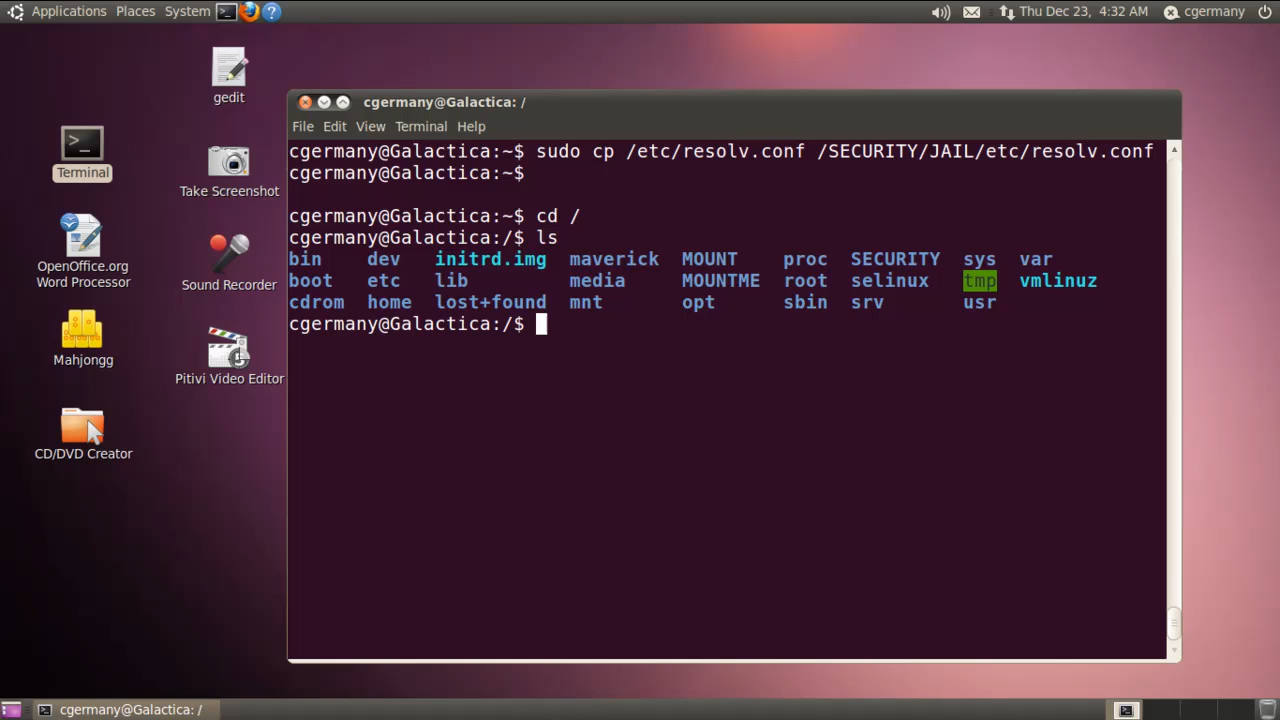 Applications Places System Thu Dec 23, 4:32 AM cgermany
gedit
Terminal
Take Screenshot
OpenOffice.org
Word Processor
Sound Recorder
Mahjongg
Pitivi Video Editor
CD/DVD Creator
cgermany@Galactica: /
File Edit View Terminal Help
cgermany@Galactica:~$ sudo cp /etc/resolv.conf /SECURITY/JAIL/etc/resolv.conf
cgermany@Galactica:~$
cgermany@Galactica:~$ cd /
cgermany@Galactica:/$ ls
bin dev initrd.img maverick MOUNT proc SECURITY sys var
boot etc lib media MOUNTME root selinux tmp vmlinuz
cdrom home lost+found mnt opt sbin srv usr
cgermany@Galactica:/$
cgermany@Galactica: /